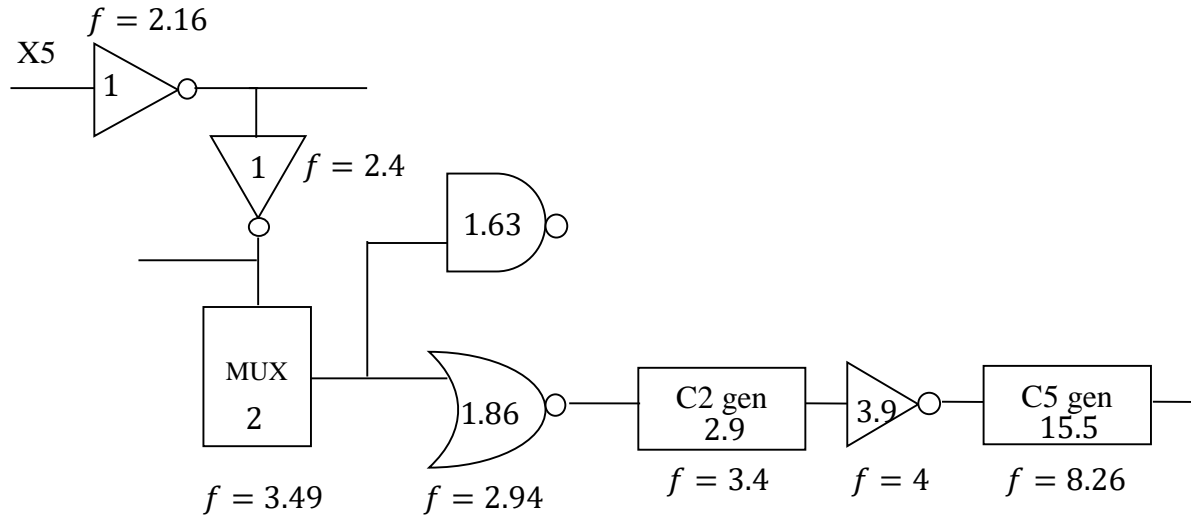 f = 2.16
X5
1
1
f = 2.4
1.63
MUX
2
1.86
C2 gen
2.9
3.9
C5 gen
15.5
f = 3.49
f = 2.94
f = 3.4
f = 4
f = 8.26